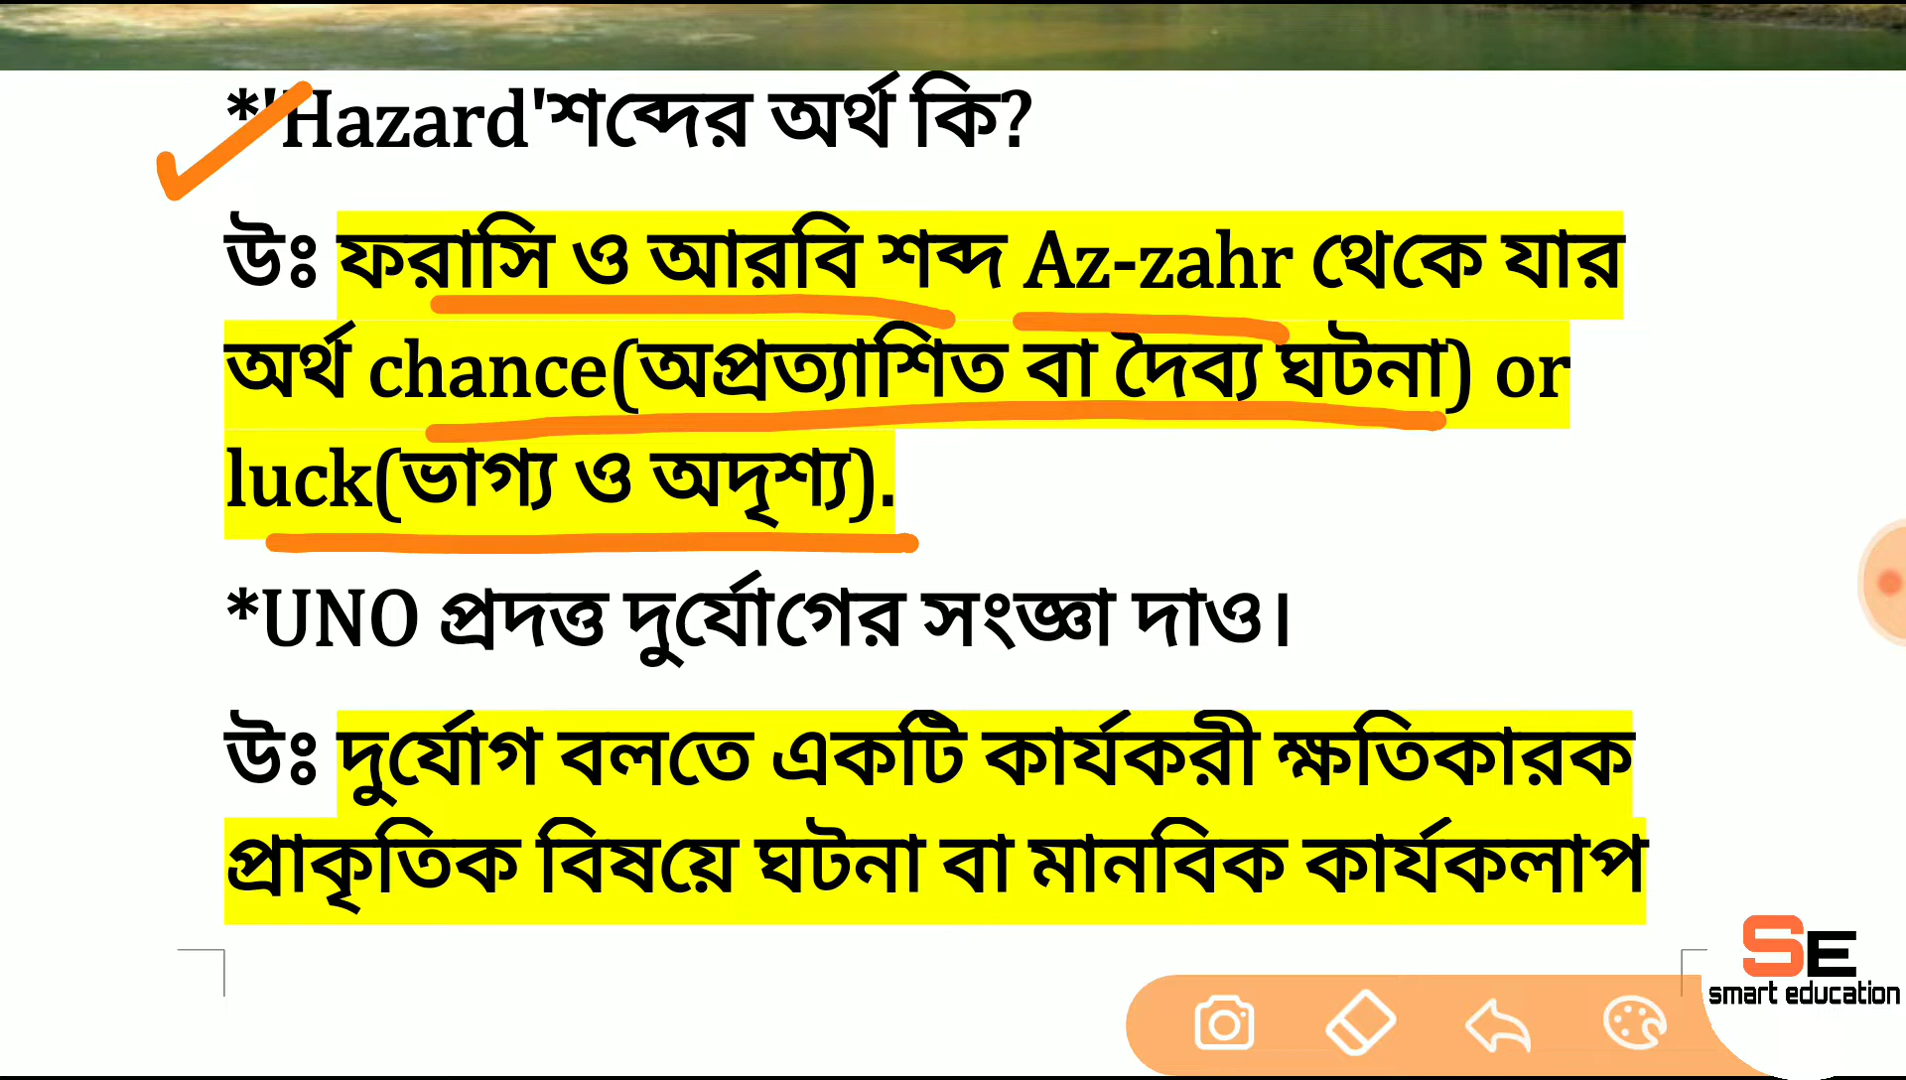 *'Hazard'শব্দের অর্থ কি?
উঃ ফরাসি ও আরবি শব্দ Az-zahr থেকে যার
অর্থ chance(অপ্রত্যাশিত বা দৈব্য ঘটনা) or
luck(ভাগ্য ও অদৃশ্য).
*UNO প্রদত্ত দুর্যোগের সংজ্ঞা দাও।
উঃ দুর্যোগ বলতে একটি কার্যকরী ক্ষতিকারক
প্রাকৃতিক বিষয়ে ঘটনা বা মানবিক কার্যকলাপ
SE
smart education